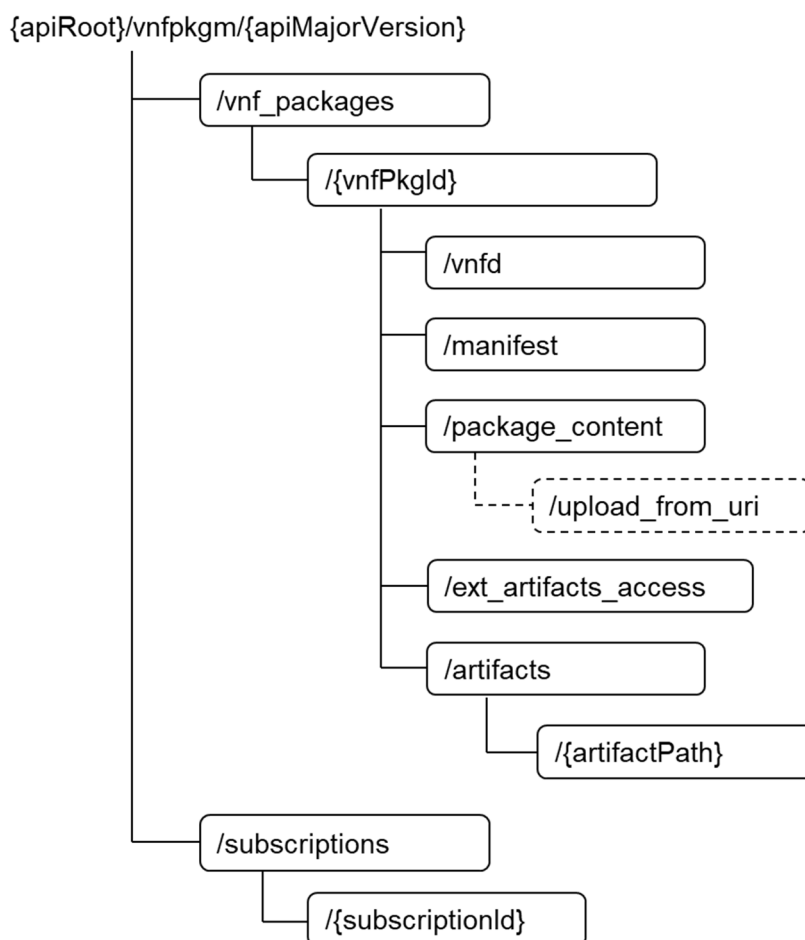 {apiRoot}/vnfpkgm/{apiMajorVersion}
/vnf_packages
/{vnfPkgId}
/vnfd
/manifest
/package_content
/upload_from_uri
/ext_artifacts_access
/artifacts
/{artifactPath}
/subscriptions
/{subscriptionId}